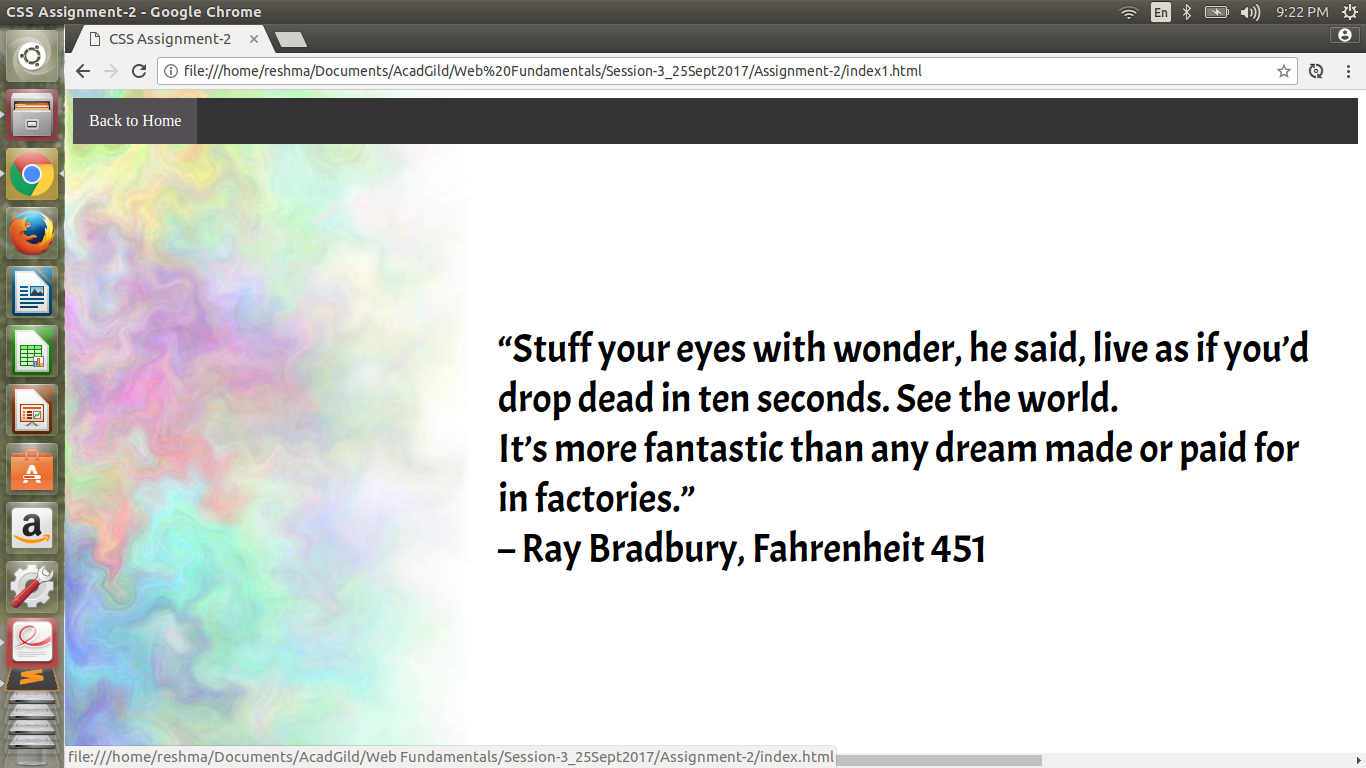 CSS Assignment-2 - Google Chrome
En
9:22 PM
CSS Assignment-2
file:///home/reshma/Documents/AcadGild/Web%20Fundamentals/Session-3_25Sept2017/Assignment-2/index1.html
Back to Home
“Stuff your eyes with wonder, he said, live as if you’d
drop dead in ten seconds. See the world.
It’s more fantastic than any dream made or paid for
in factories.”
– Ray Bradbury, Fahrenheit 451
file:///home/reshma/Documents/AcadGild/Web Fundamentals/Session-3_25Sept2017/Assignment-2/index.html